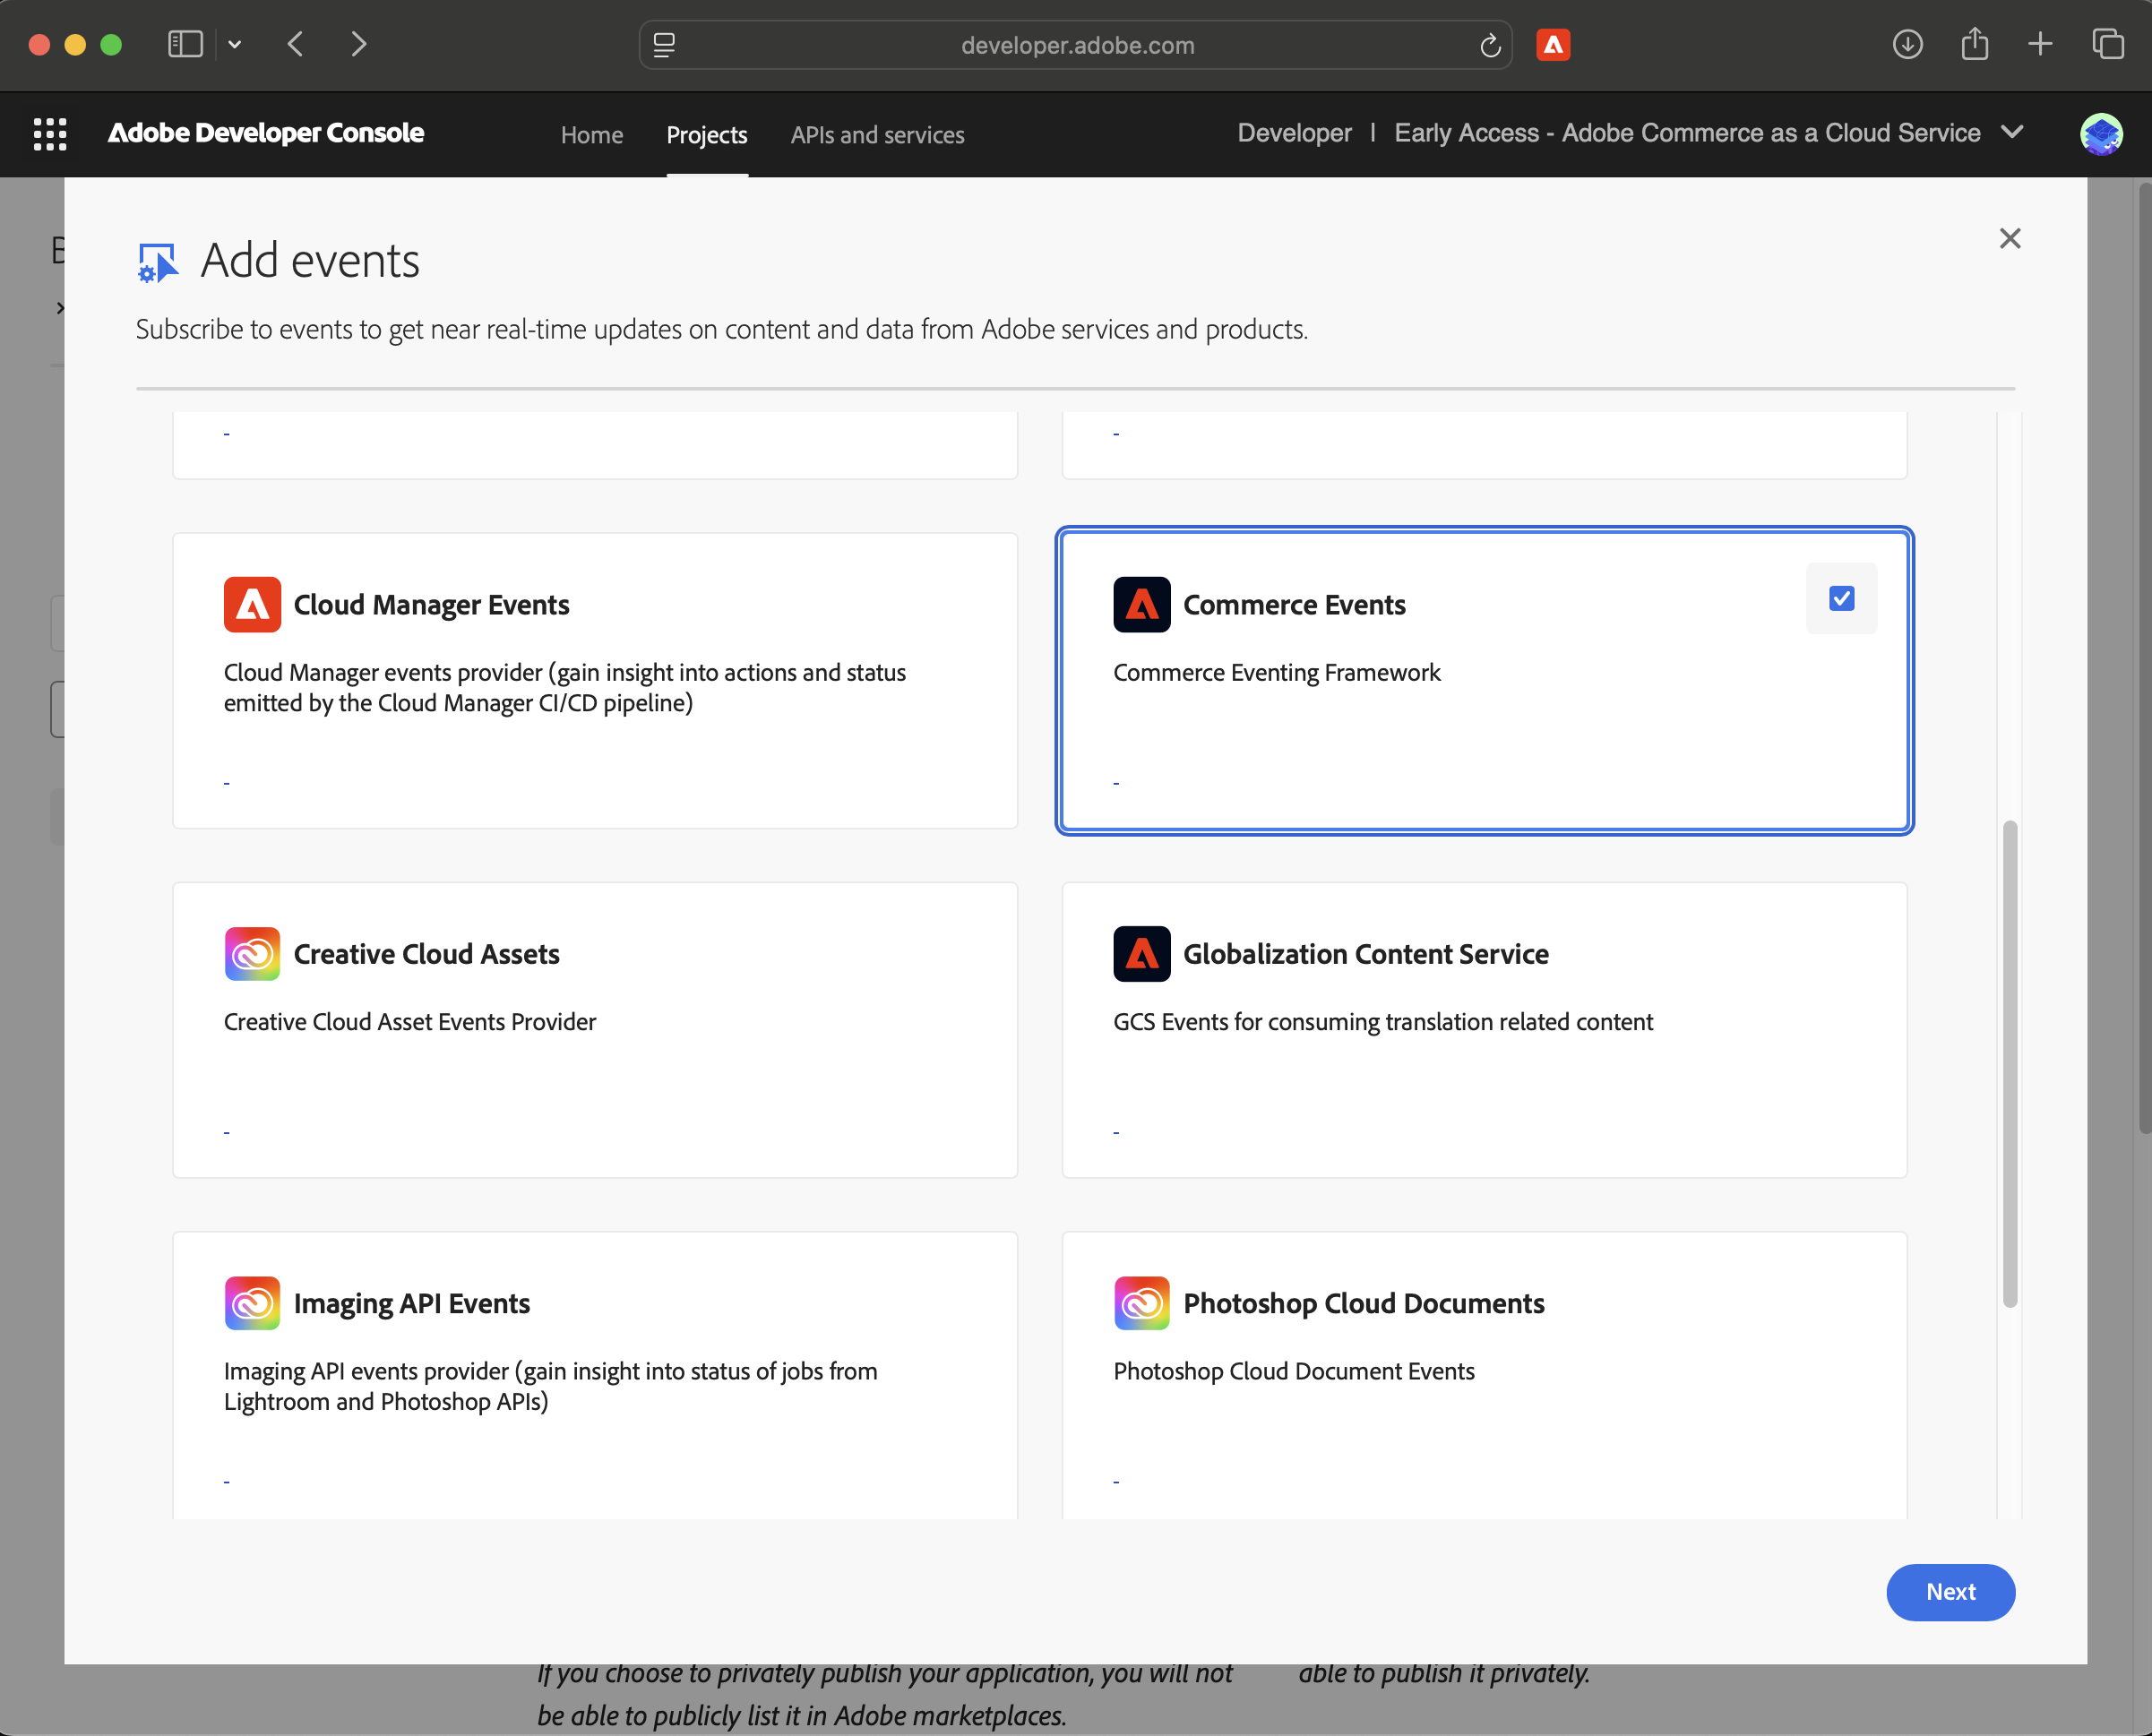 developer.adobe.com
Adobe Developer Console
Home
Projects
APIs and services
Developer | Early Access - Adobe Commerce as a Cloud Service
Add events
Subscribe to events to get near real-time updates on content and data from Adobe services and products.
-
-
Cloud Manager Events
Cloud Manager events provider (gain insight into actions and status
emitted by the Cloud Manager CI/CD pipeline)
-
Commerce Events
Commerce Eventing Framework
-
Creative Cloud Assets
Creative Cloud Asset Events Provider
-
Globalization Content Service
GCS Events for consuming translation related content
-
Imaging API Events
Imaging API events provider (gain insight into status of jobs from
Lightroom and Photoshop APIs)
-
Photoshop Cloud Documents
Photoshop Cloud Document Events
-
Next
If you choose to privately publish your application, you will not
be able to publicly list it in Adobe marketplaces.
able to publish it privately.